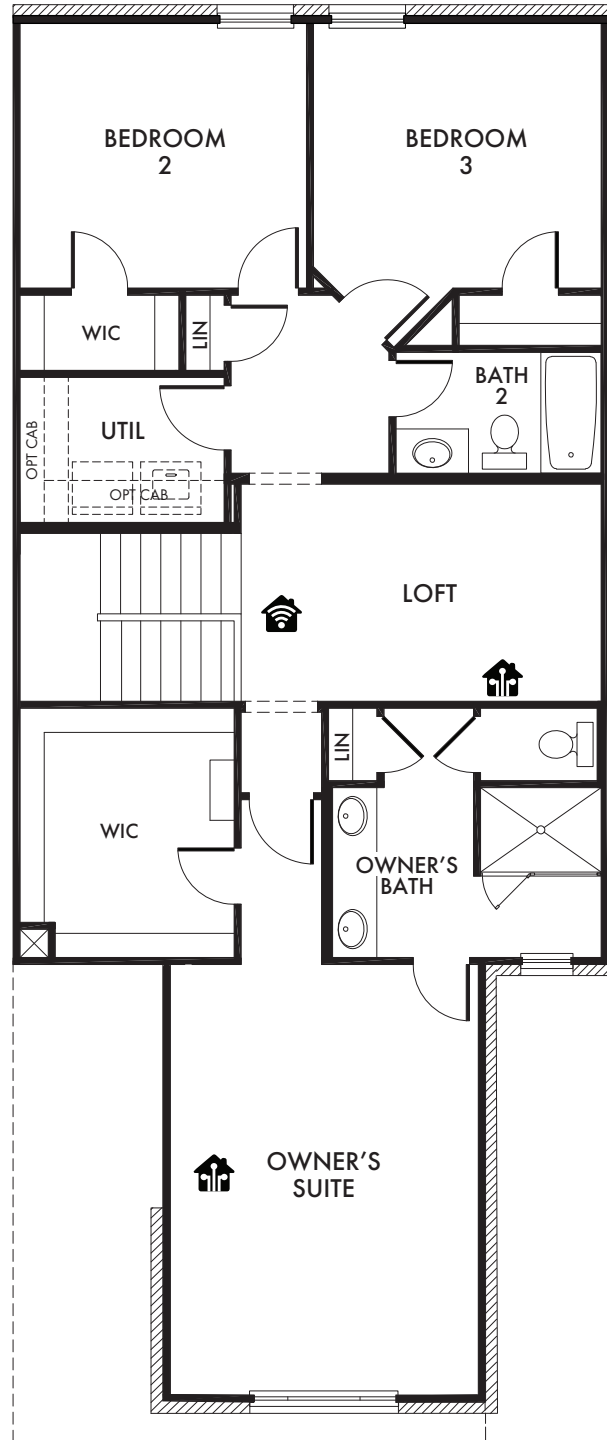 BEDROOM
2
BEDROOM
3
WIC
LIN
BATH
2
UTIL
OPT CAB
OPT CAB
LOFT
LIN
WIC
OWNER'S
BATH
OWNER'S
SUITE